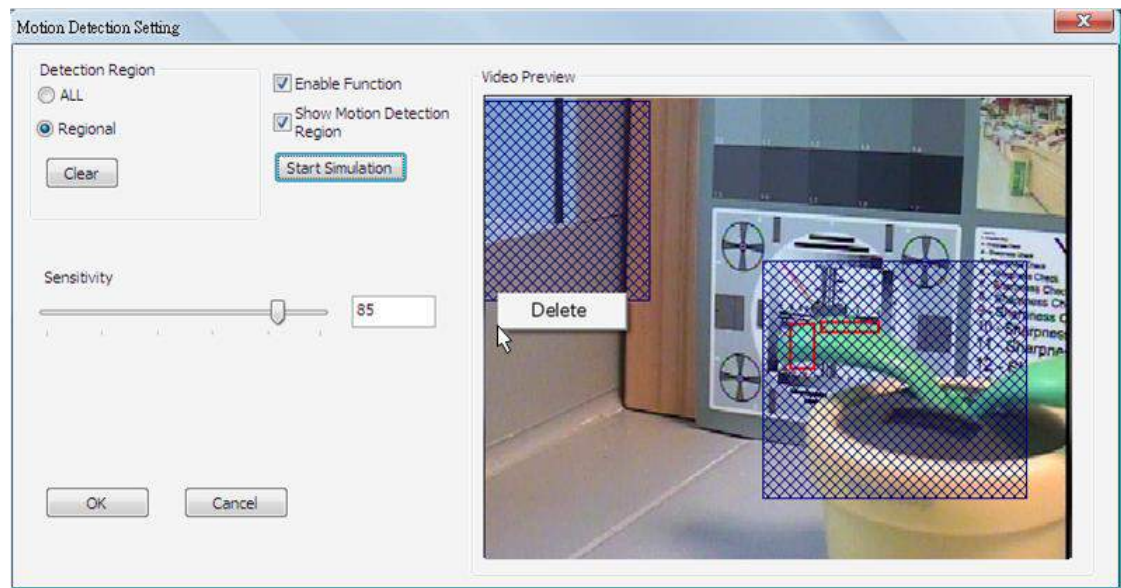 Motion Detection Setting
Detection Region
ALL
Regional
Clear
Enable Function
Show Motion Detection
Region
Start Simulation
Sensitivity
85
OK
Cancel
Video Preview
Delete